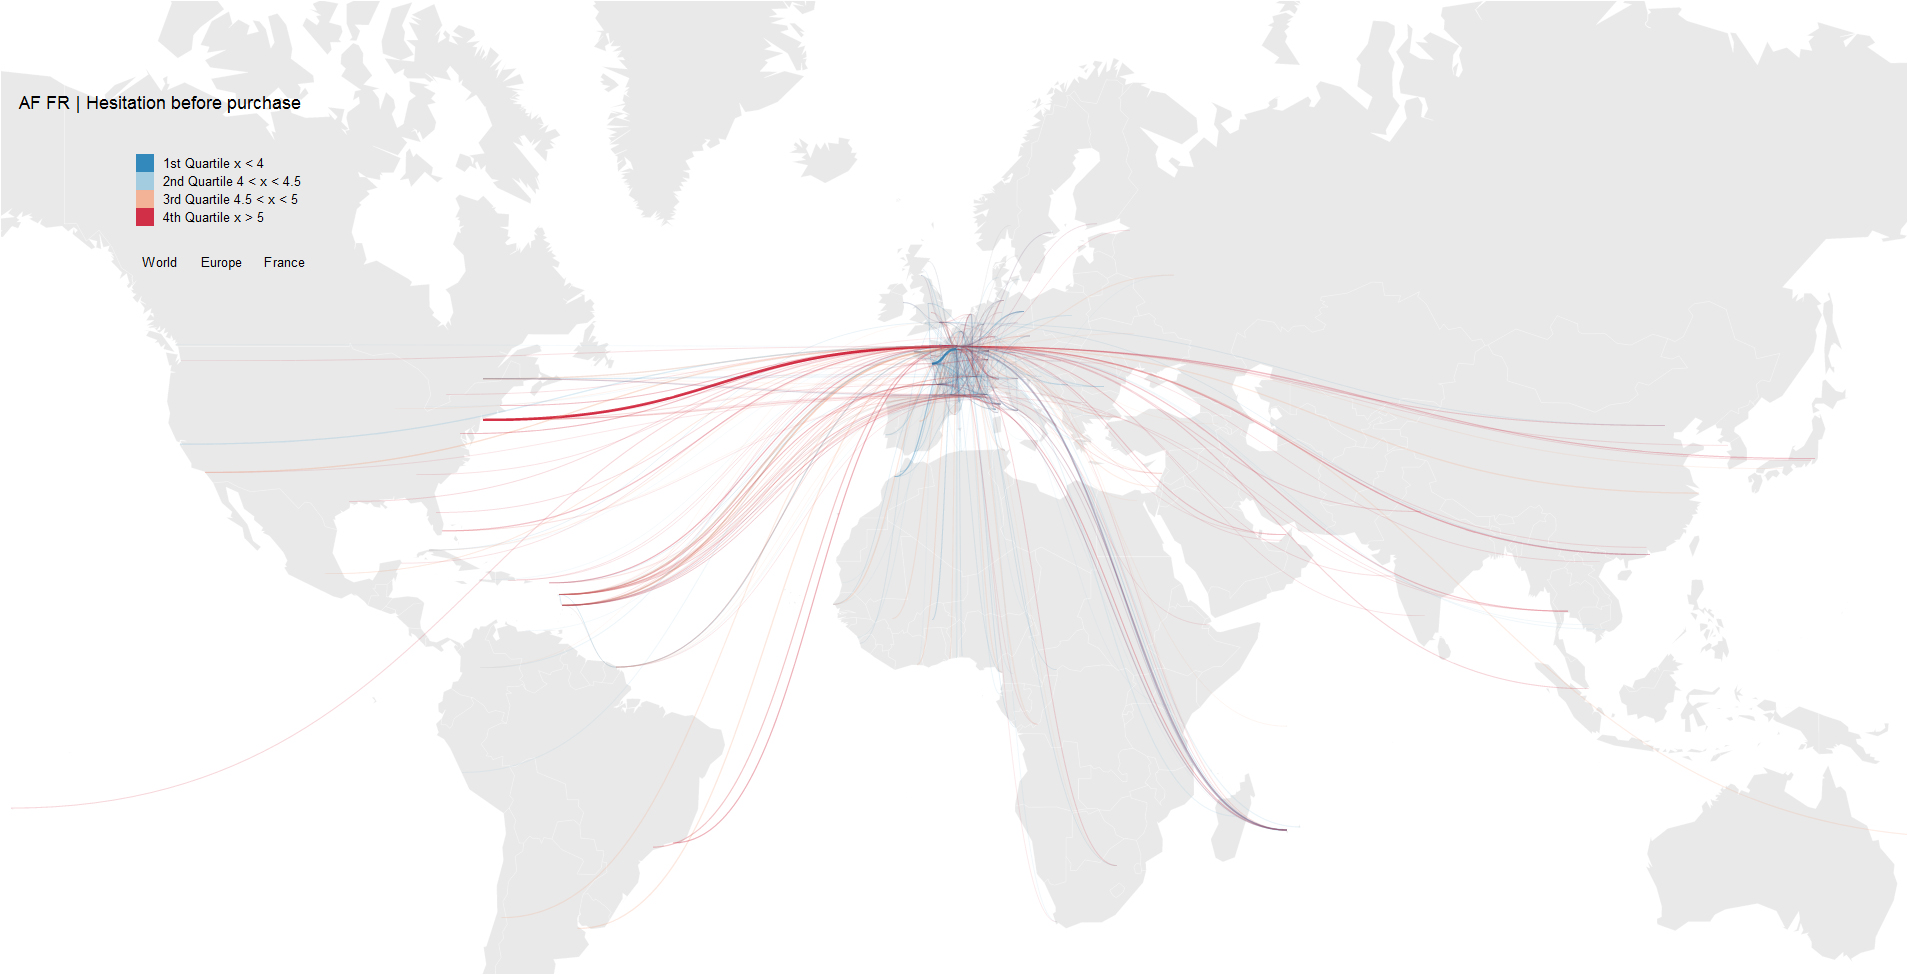 AF FR | Hesitation before purchase
1st Quartile x < 4
2nd Quartile 4 < x < 4.5
3rd Quartile 4.5 < x < 5
4th Quartile x > 5
World Europe France